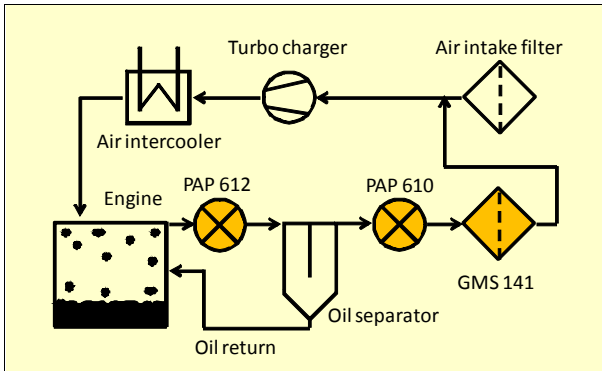 Turbo charger
Air intake filter
Air intercooler
Engine
PAP 612
PAP 610
GMS 141
Oil separator
Oil return